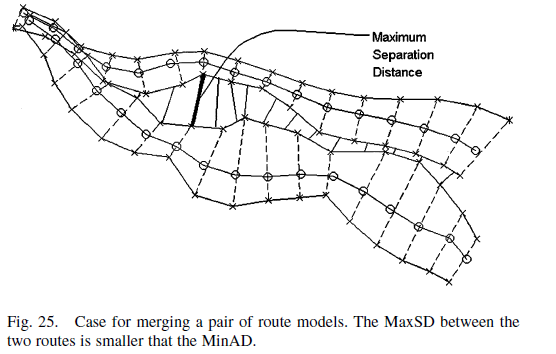 Maximum
Separation
Distance
Fig. 25. Case for merging a pair of route models. The MaxSD between the
two routes is smaller that the MinAD.